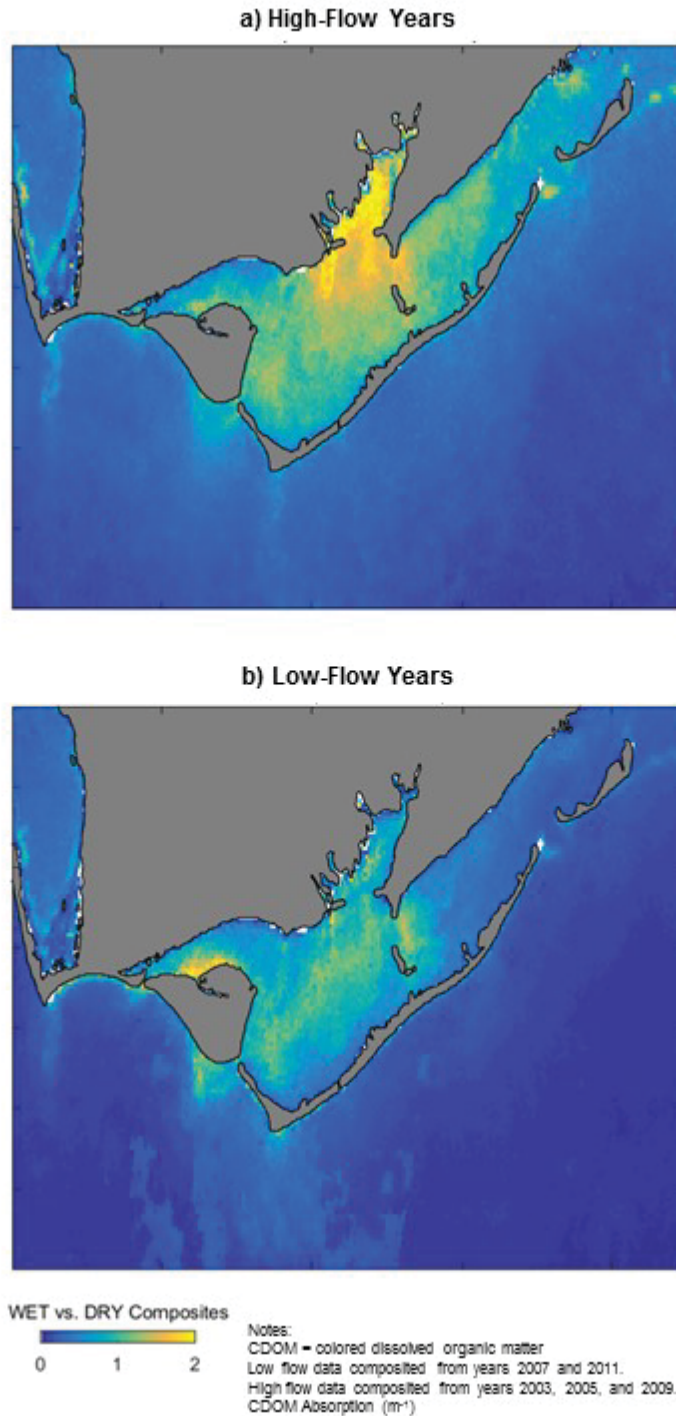 a) High-Flow Years
b) Low-Flow Years
WET vs. DRY Composites
0 1 2
Notes:
CDOM = colored dissolved organic matter
Low flow data composited from years 2007 and 2011.
High flow data composited from years 2003, 2005, and 2009.
CDOM Absorption (m⁻¹)